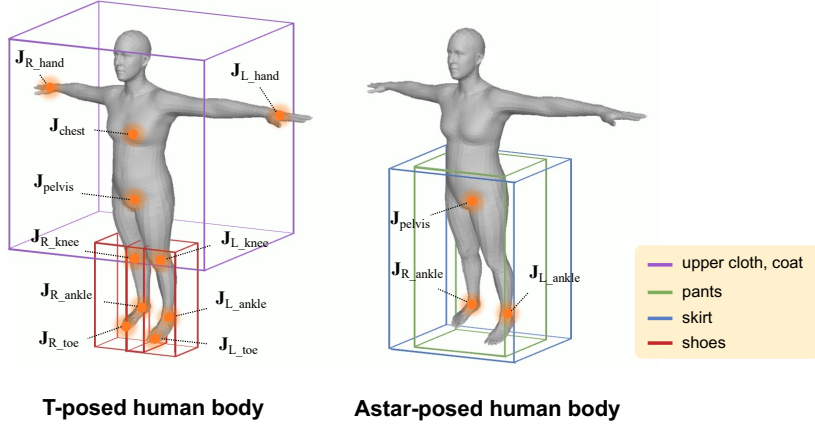 J_R_hand
J_L_hand
J_chest
J_pelvis
J_R_knee
J_L_knee
J_R_ankle
J_L_ankle
J_R_toe
J_L_toe
T-posed human body
J_pelvis
J_R_ankle
J_L_ankle
Astar-posed human body
upper cloth, coat
pants
skirt
shoes